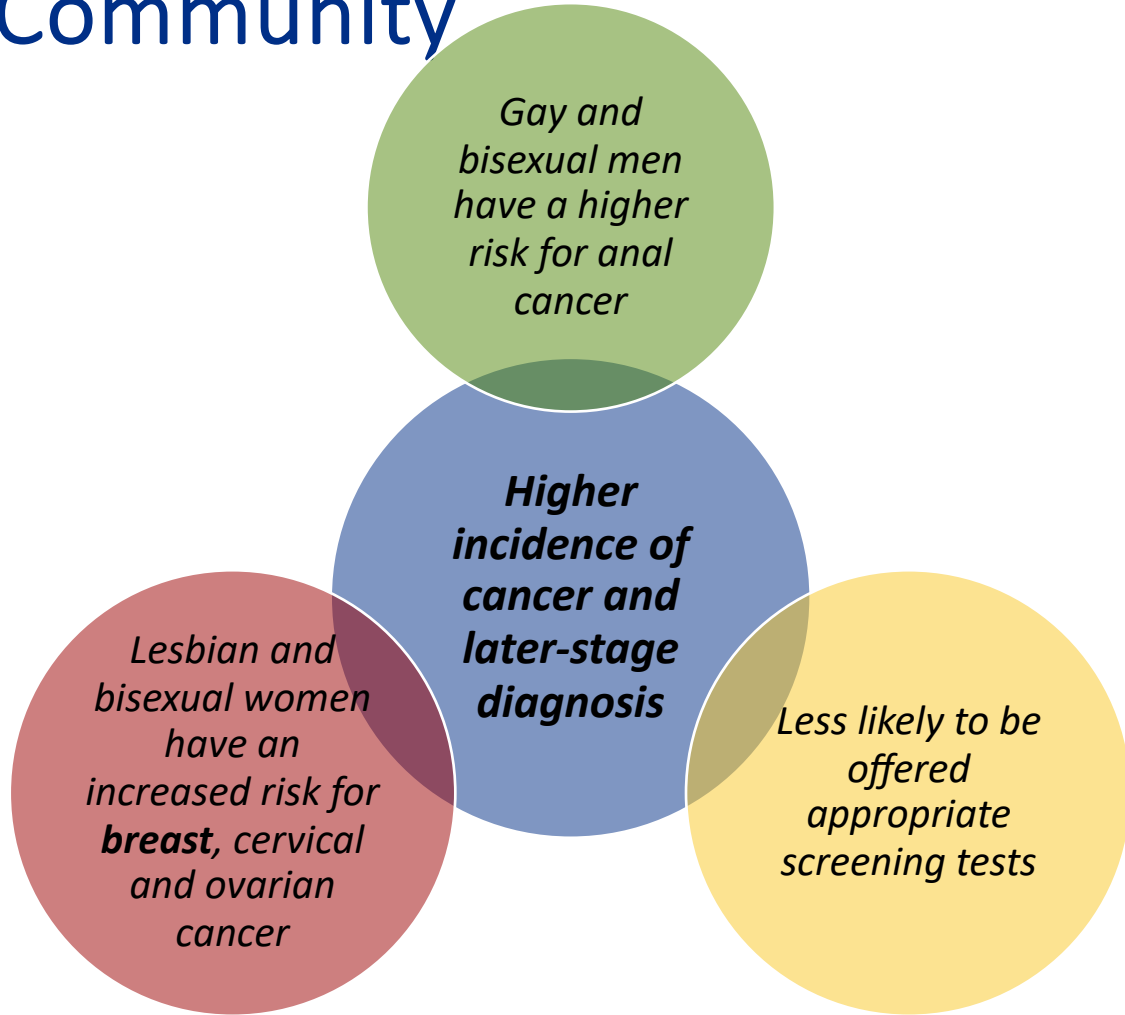 Community
Gay and
bisexual men
have a higher
risk for anal
cancer
Higher
incidence of
cancer and
later-stage
diagnosis
Lesbian and
bisexual women
have an
increased risk for
breast, cervical
and ovarian
cancer
Less likely to be
offered
appropriate
screening tests